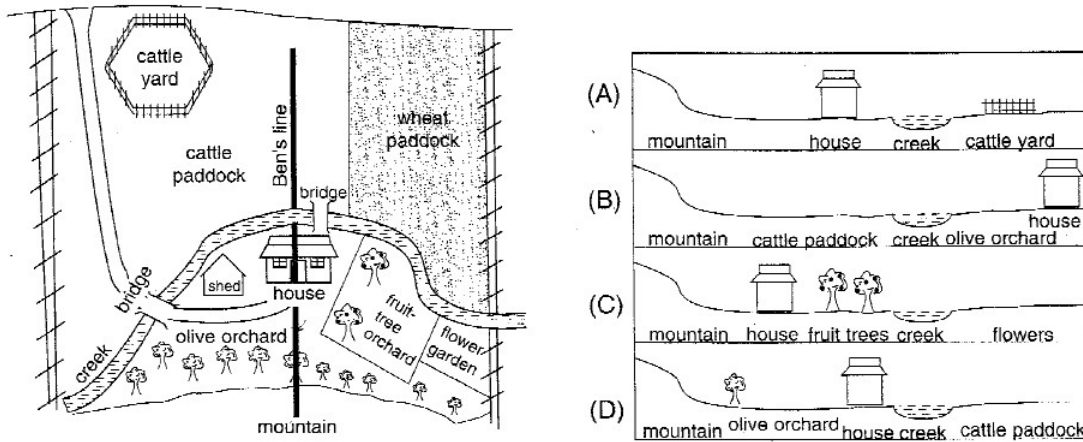 cattle
yard
cattle
paddock
Ben's line
wheat
paddock
bridge
shed
house
bridge
creek
olive orchard
fruit-
tree
orchard
flower
garden
mountain
(A)
mountain house creek cattle yard
(B)
house
mountain cattle paddock creek olive orchard
(C)
mountain house fruit trees creek flowers
(D)
mountain olive orchard house creek cattle paddock